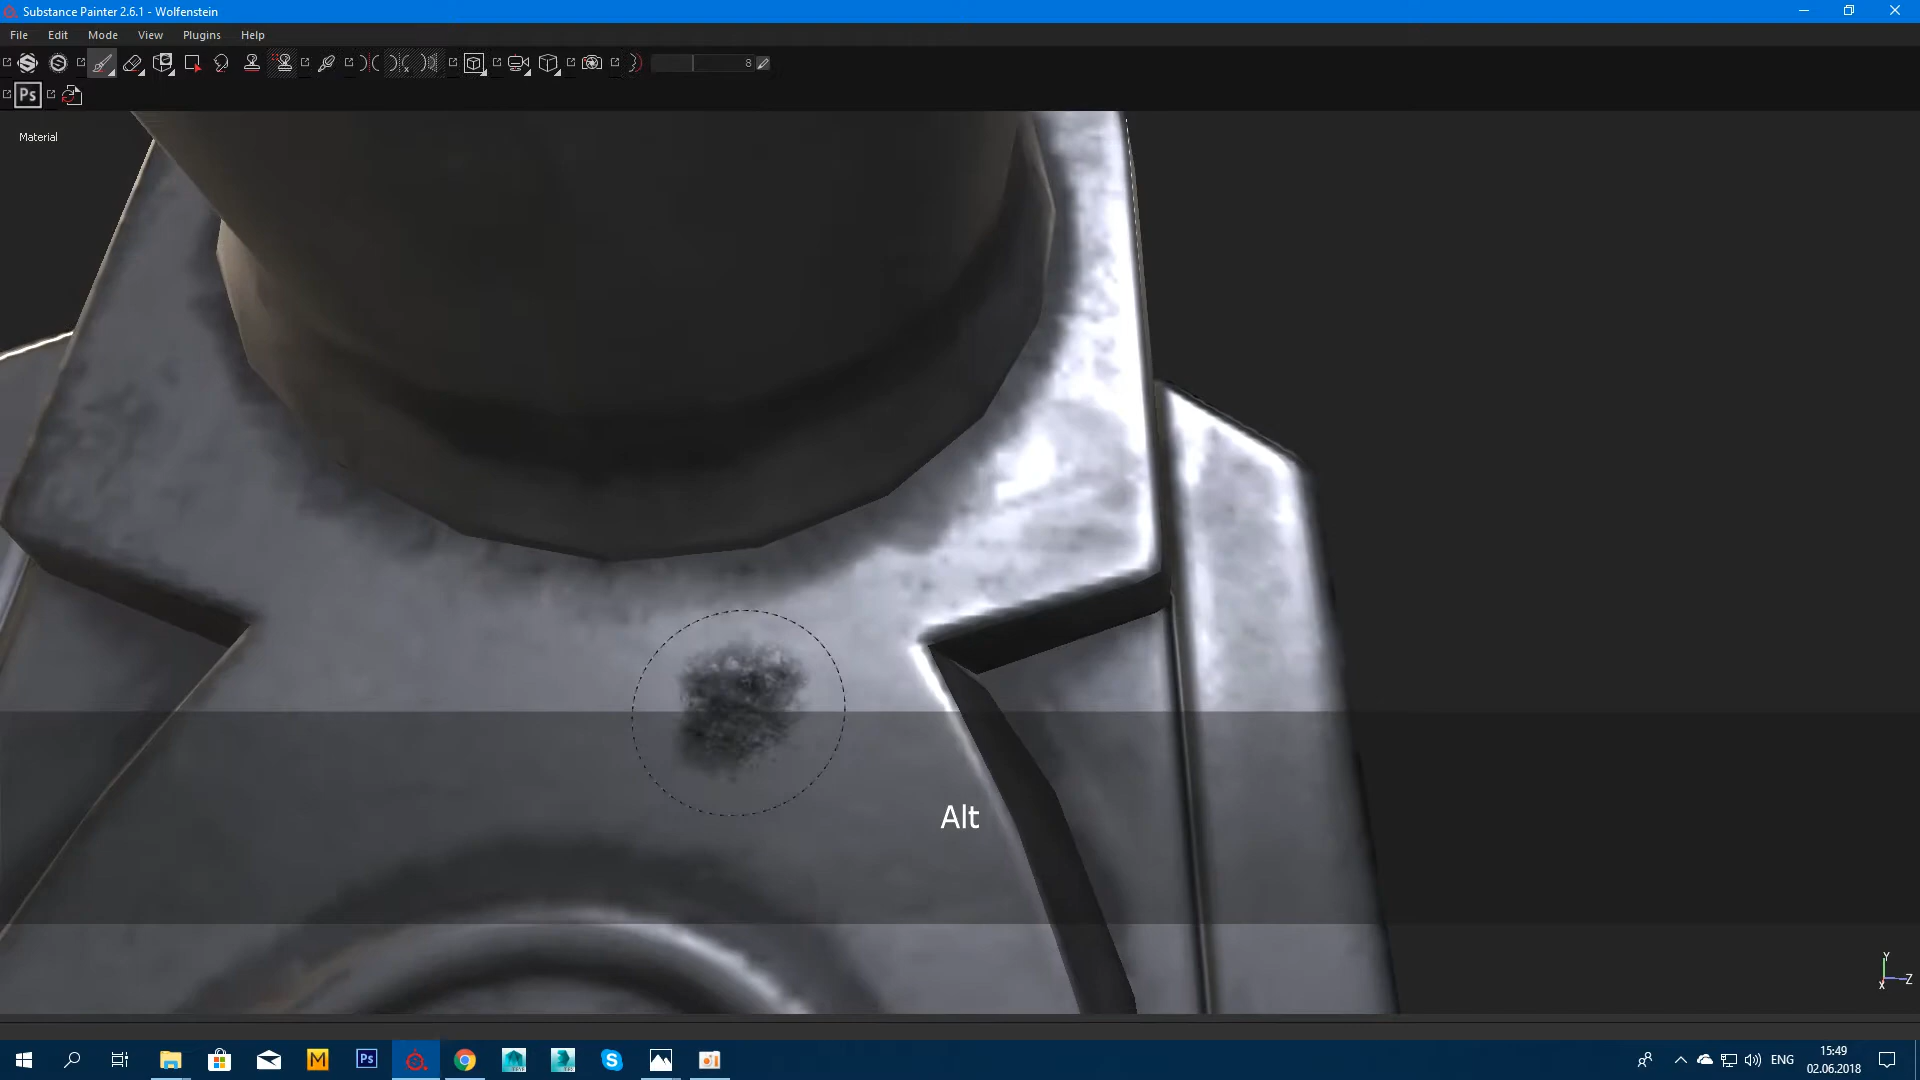 Substance Painter 2.6.1 - Wolfenstein
File Edit Mode View Plugins Help
8
Ps
Material
Alt
Y
Z
X
M Ps ENG
15:49
02.06.2018